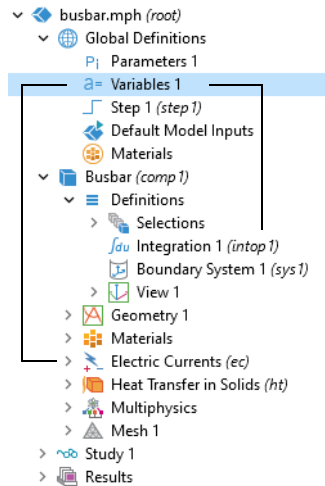 busbar.mph (root)
Global Definitions
Pi Parameters 1
a= Variables 1
Step 1 (step1)
Default Model Inputs
Materials
Busbar (comp1)
Definitions
Selections
∫du Integration 1 (intop1)
Boundary System 1 (sys1)
View 1
Geometry 1
Materials
Electric Currents (ec)
Heat Transfer in Solids (ht)
Multiphysics
Mesh 1
Study 1
Results